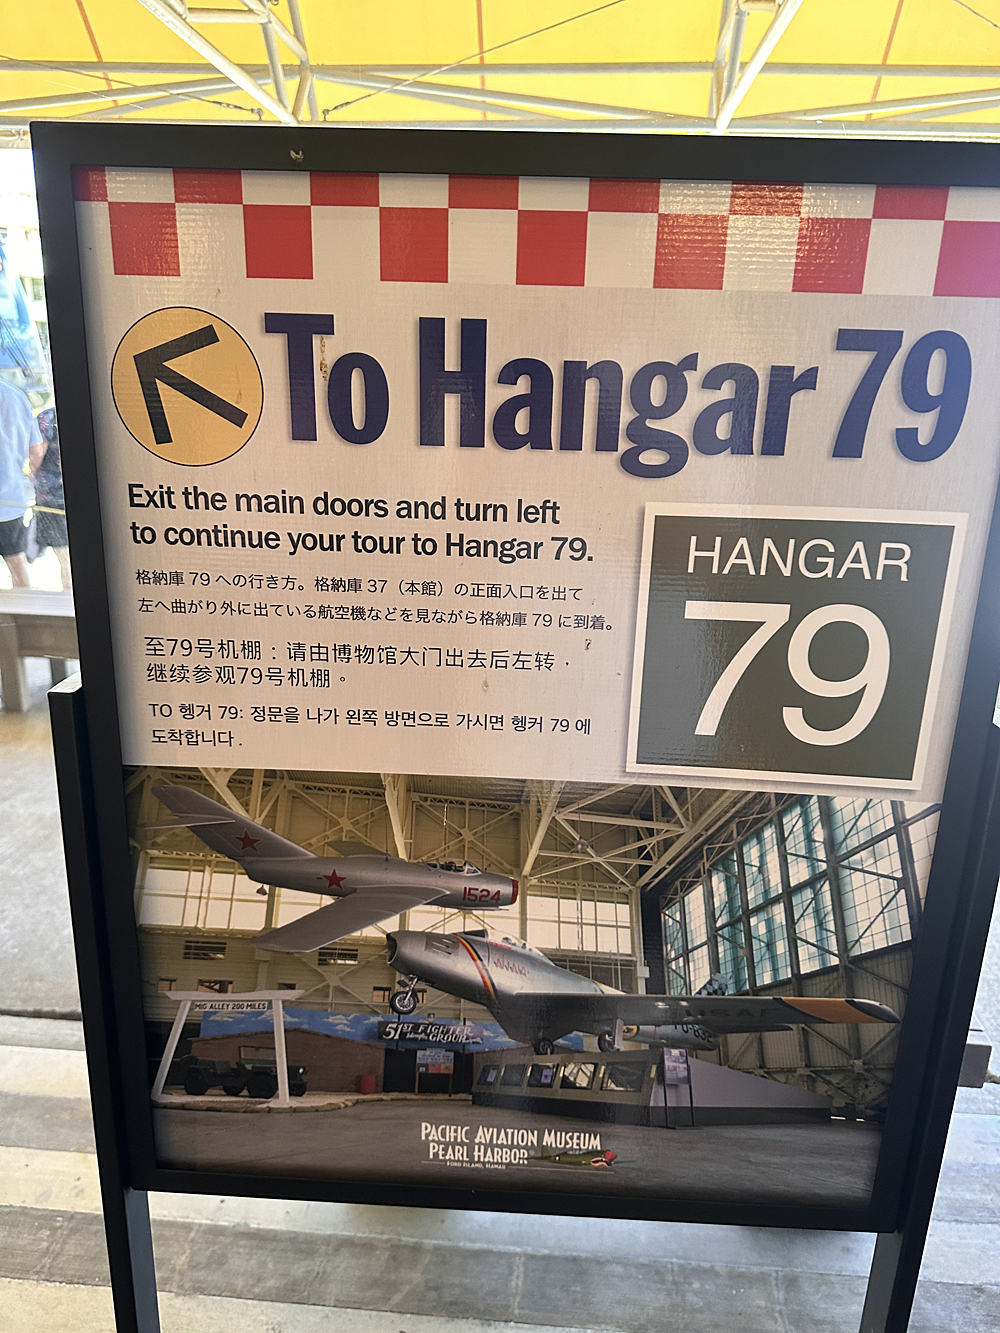 To Hangar 79
Exit the main doors and turn left
to continue your tour to Hangar 79.
格納庫 79 への行き方。格納庫 37（本館）の正面入口を出て
左へ曲がり外に出ている航空機などを見ながら格納庫 79 に到着。
至79号机棚：请由博物馆大门出去后左转，
继续参观79号机棚。
TO 헹거 79: 정문을 나가 왼쪽 방면으로 가시면 헹커 79 에
도착합니다.
HANGAR
79
1524
MIG ALLEY 200 MILES
51ST FIGHTER
GROUP
USAF
PACIFIC AVIATION MUSEUM
PEARL HARBOR
FORD ISLAND, HAWAII